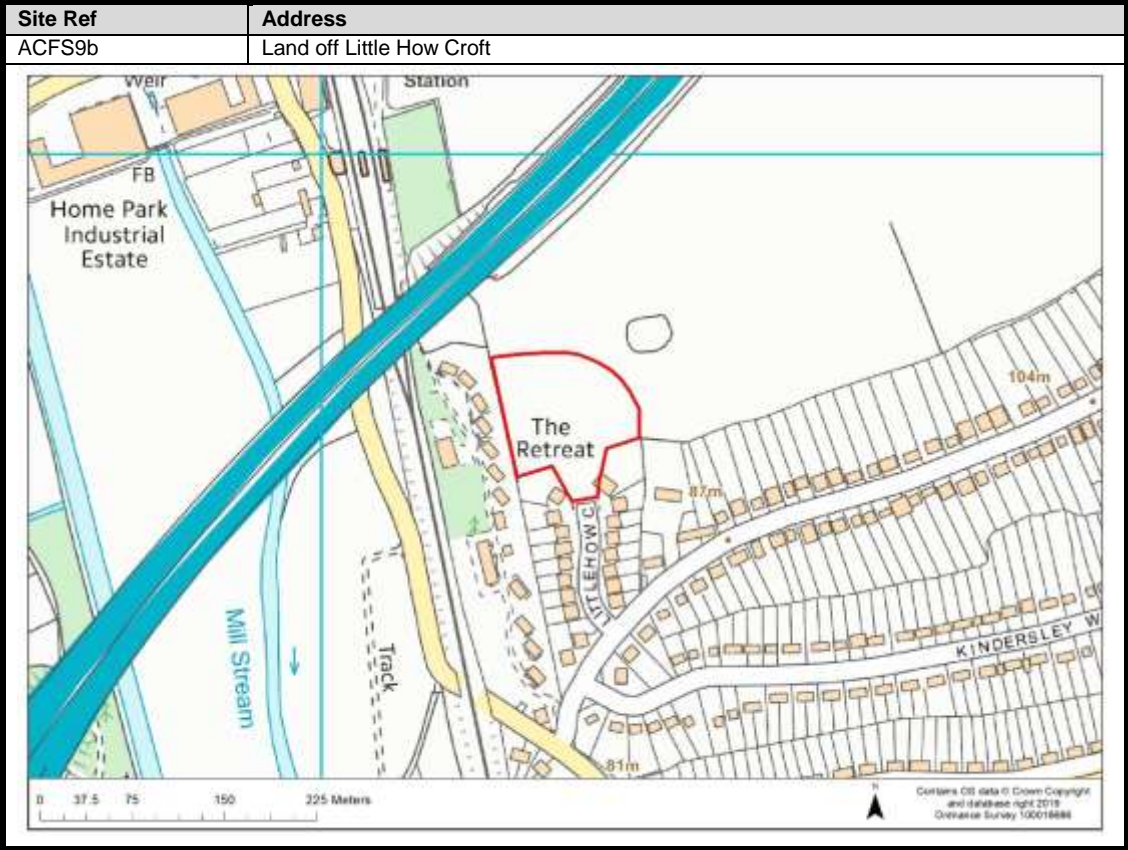 Site Ref
Address
ACFS9b
Land off Little How Croft
Weir
Station
FB
Home Park
Industrial
Estate
104m
The
Retreat
87m
LITTLEHOW C
Mill Stream
Track
KINDERSLEY W
81m
0 37.5 75 150 225 Meters
N
Contains OS data © Crown Copyright
and database right 2019
Ordnance Survey 100018686